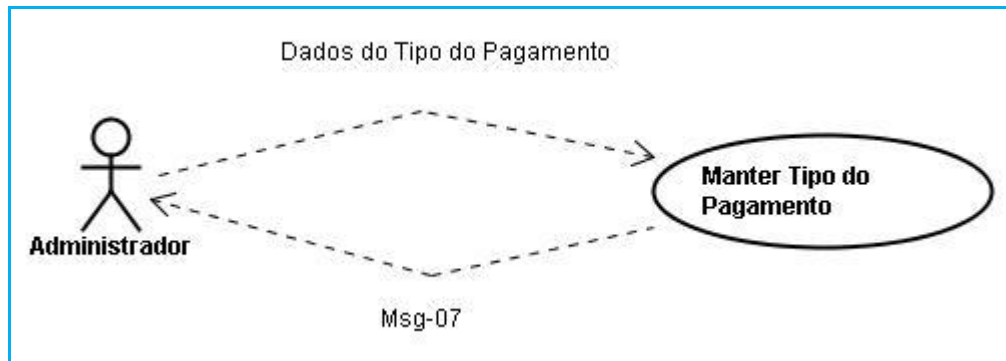 Dados do Tipo do Pagamento
Manter Tipo do
Pagamento
Administrador
Msg-07